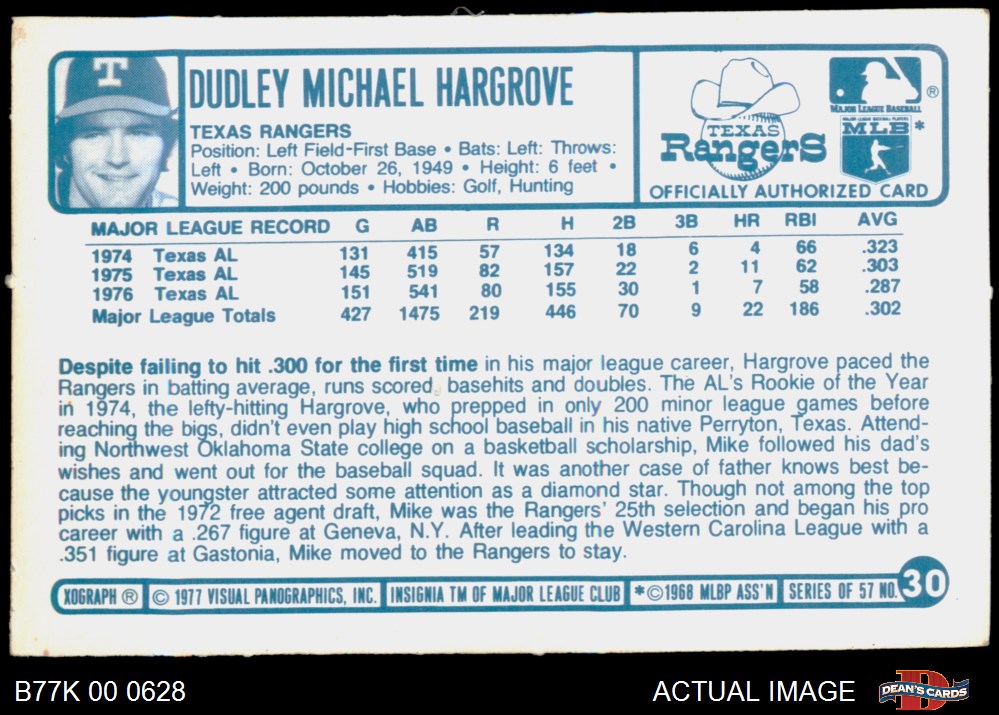 T
DUDLEY MICHAEL HARGROVE
TEXAS RANGERS
Position: Left Field-First Base • Bats: Left: Throws:
Left • Born: October 26, 1949 • Height: 6 feet •
Weight: 200 pounds • Hobbies: Golf, Hunting
TEXAS
RangerS
MAJOR LEAGUE BASEBALL ®
MAJOR LEAGUE BASEBALL PLAYERS
MLB*
OFFICIALLY AUTHORIZED CARD
MAJOR LEAGUE RECORD G AB R H 2B 3B HR RBI AVG
1974 Texas AL 131 415 57 134 18 6 4 66 .323
1975 Texas AL 145 519 82 157 22 2 11 62 .303
1976 Texas AL 151 541 80 155 30 1 7 58 .287
Major League Totals 427 1475 219 446 70 9 22 186 .302
Despite failing to hit .300 for the first time in his major league career, Hargrove paced the
Rangers in batting average, runs scored, basehits and doubles. The AL's Rookie of the Year
in 1974, the lefty-hitting Hargrove, who prepped in only 200 minor league games before
reaching the bigs, didn't even play high school baseball in his native Perryton, Texas. Attend-
ing Northwest Oklahoma State college on a basketball scholarship, Mike followed his dad's
wishes and went out for the baseball squad. It was another case of father knows best be-
cause the youngster attracted some attention as a diamond star. Though not among the top
picks in the 1972 free agent draft, Mike was the Rangers' 25th selection and began his pro
career with a .267 figure at Geneva, N.Y. After leading the Western Carolina League with a
.351 figure at Gastonia, Mike moved to the Rangers to stay.
XOGRAPH ® © 1977 VISUAL PANOGRAPHICS, INC. INSIGNIA TM OF MAJOR LEAGUE CLUB *©1968 MLBP ASS'N SERIES OF 57 NO. 30
B77K 00 0628
ACTUAL IMAGE
DEAN'S CARDS